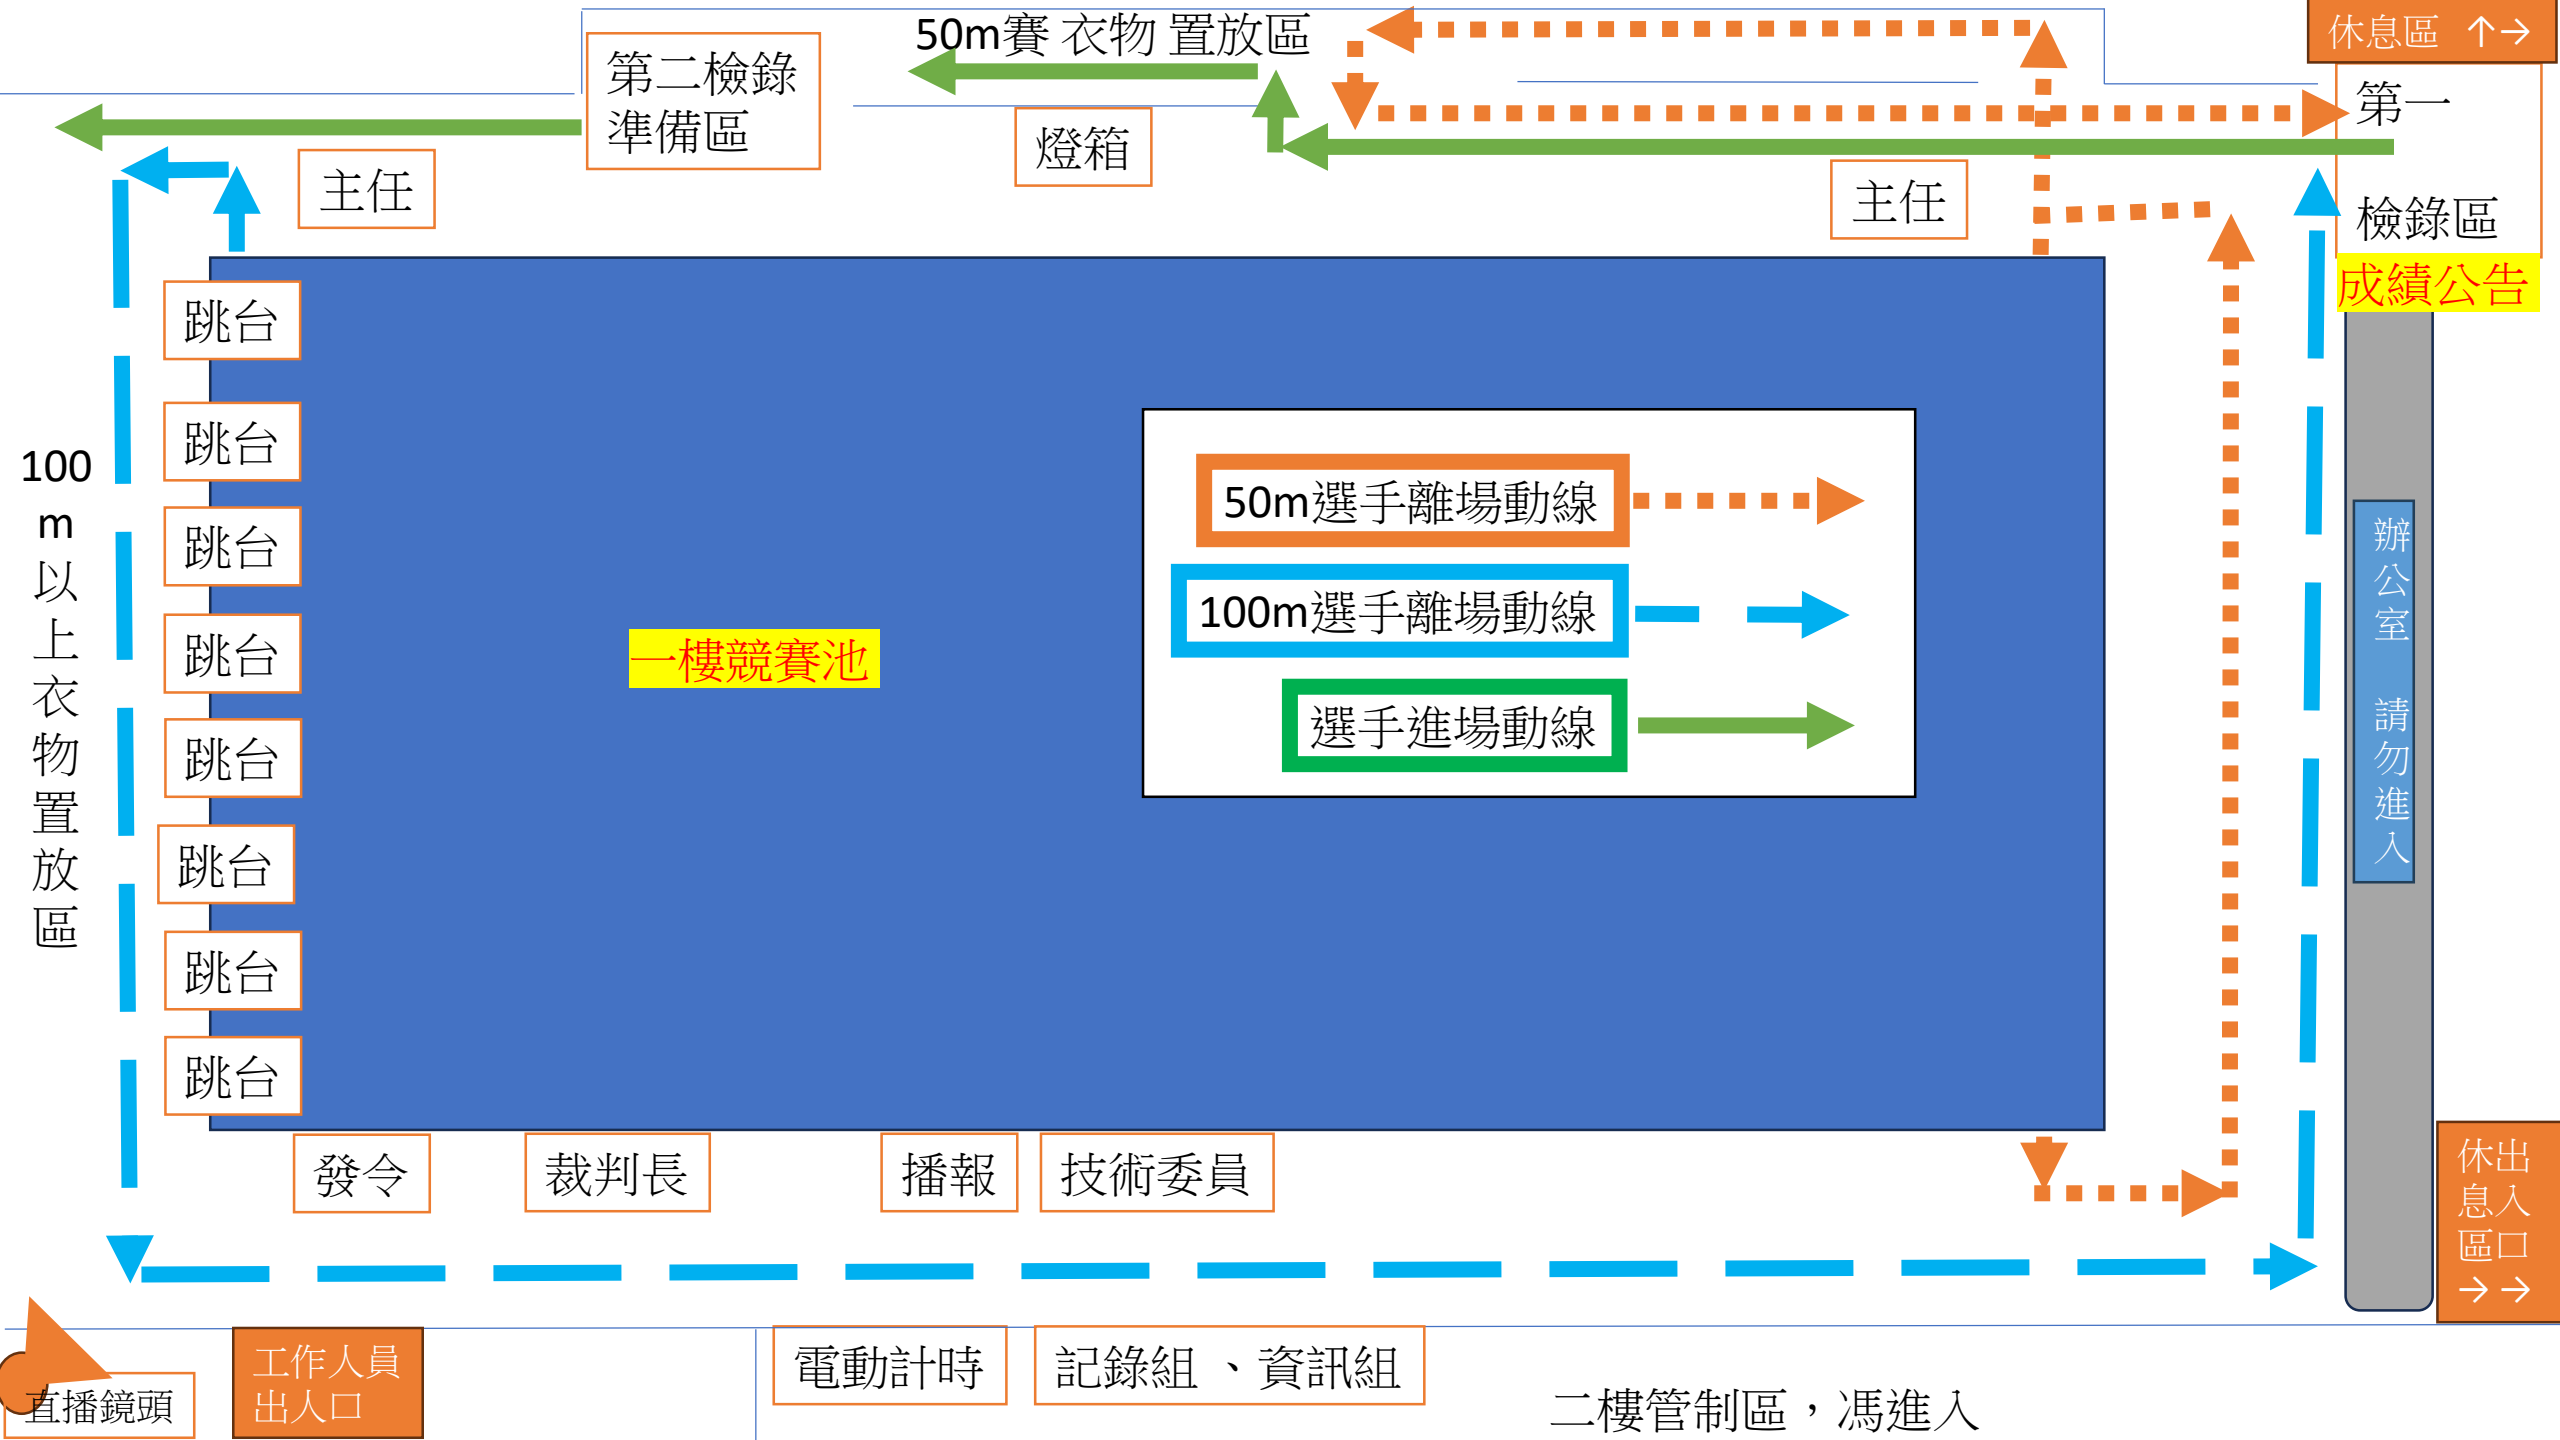 50m賽 衣物 置放區
休息區 ↑→
第二檢錄
準備區
第一
檢錄區
燈箱
主任
主任
成績公告
跳台
跳台
跳台
跳台
跳台
跳台
跳台
跳台
100
m
以
上
衣
物
置
放
區
50m選手離場動線
100m選手離場動線
選手進場動線
一樓競賽池
辦公室 請勿進入
發令
裁判長
播報
技術委員
休出
息入
區口
→→
直播鏡頭
工作人員
出人口
電動計時
記錄組 、資訊組
二樓管制區，馮進入